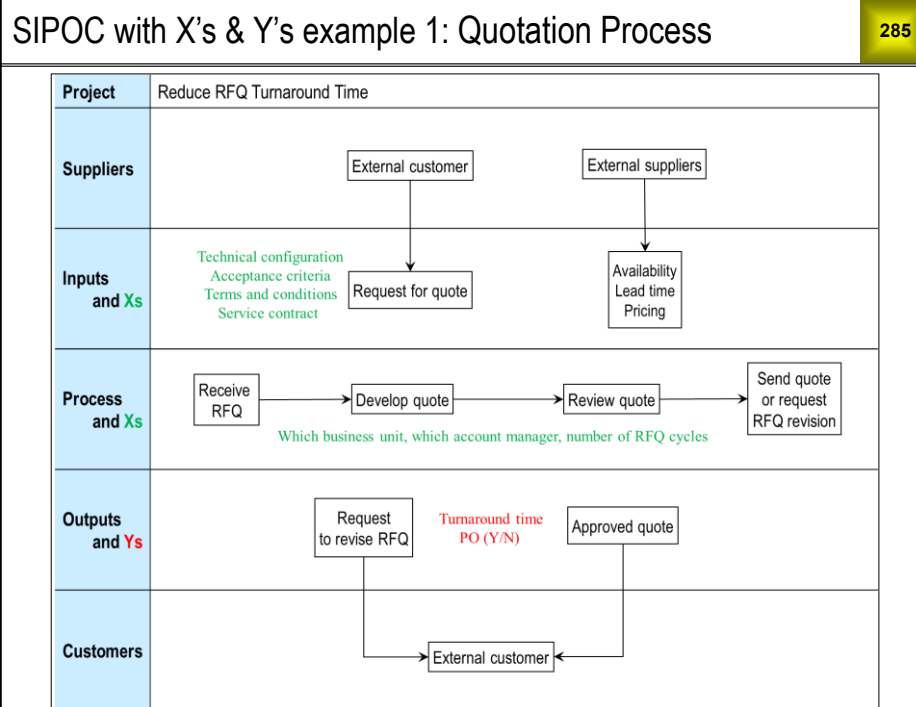 SIPOC with X's & Y's example 1: Quotation Process
285
Project
Reduce RFQ Turnaround Time
Suppliers
External customer
External suppliers
Inputs
and Xs
Technical configuration
Acceptance criteria
Terms and conditions
Service contract
Request for quote
Availability
Lead time
Pricing
Process
and Xs
Receive
RFQ
Develop quote
Review quote
Send quote
or request
RFQ revision
Which business unit, which account manager, number of RFQ cycles
Outputs
and Ys
Request
to revise RFQ
Turnaround time
PO (Y/N)
Approved quote
Customers
External customer